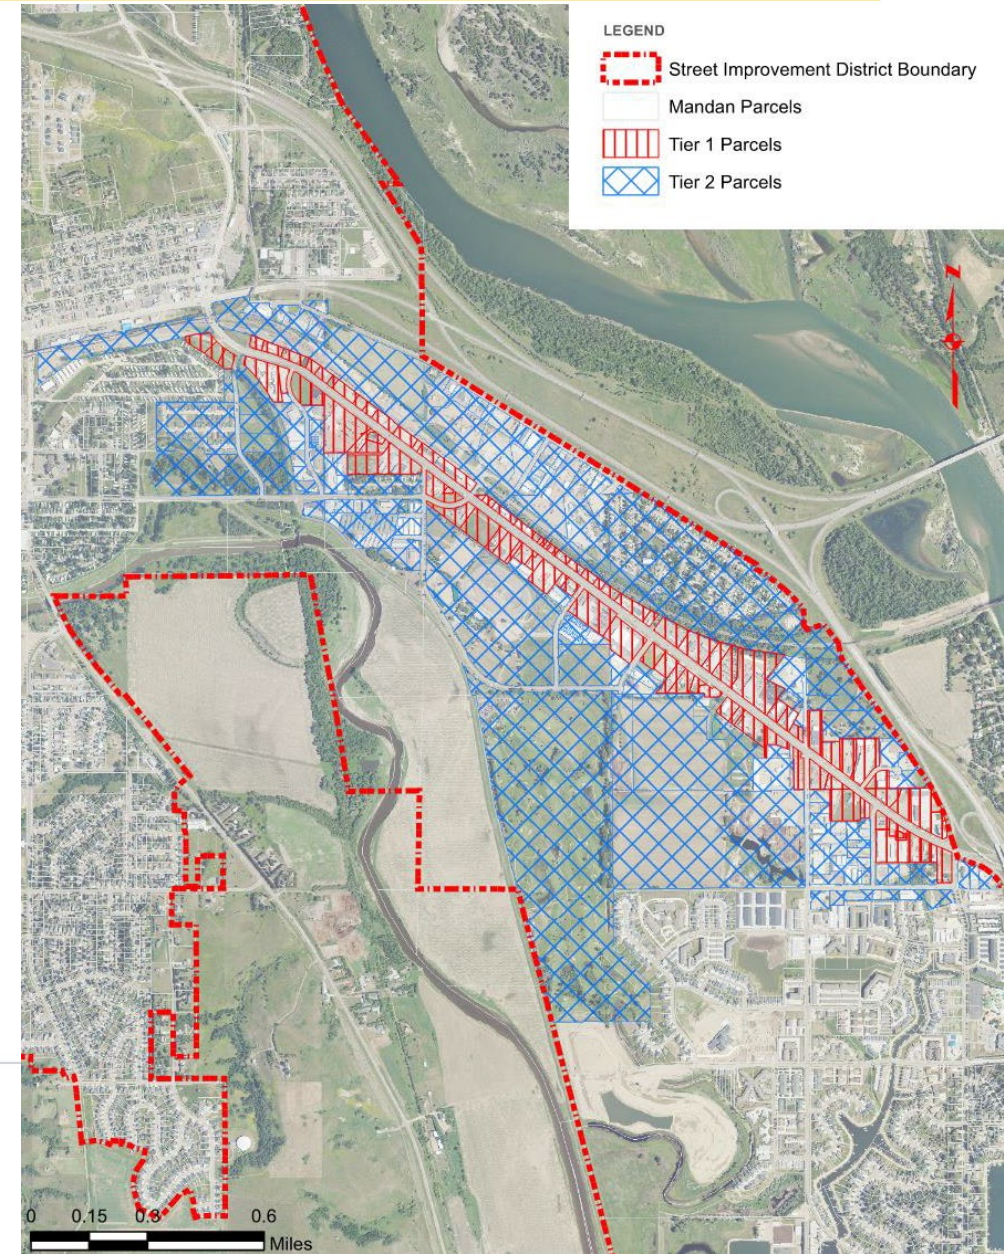 LEGEND
Street Improvement District Boundary
Mandan Parcels
Tier 1 Parcels
Tier 2 Parcels
Z
0 0.15 0.3 0.6
Miles